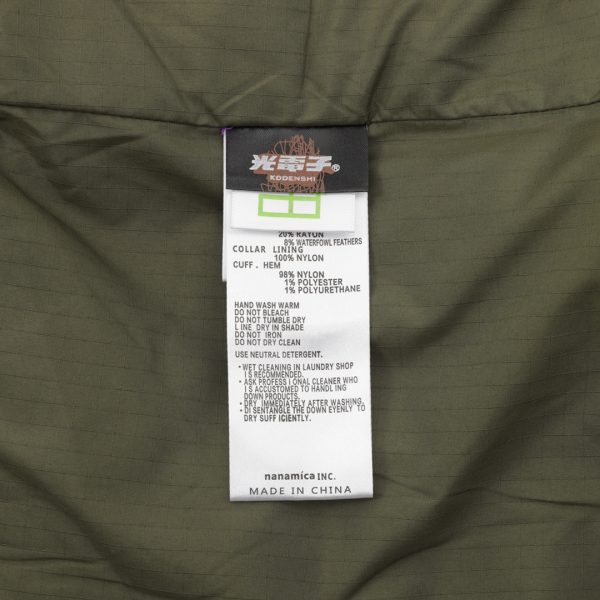 光電子®
KODENSHI
20% RAYON
8% WATERFOWL FEATHERS
COLLAR LINING
100% NYLON
CUFF . HEM
98% NYLON
1% POLYESTER
1% POLYURETHANE
HAND WASH WARM
DO NOT BLEACH
DO NOT TUMBLE DRY
LINE DRY IN SHADE
DO NOT IRON
DO NOT DRY CLEAN
USE NEUTRAL DETERGENT.
・WET CLEANING IN LAUNDRY SHOP
IS RECOMMENDED.
・ASK PROFESSIONAL CLEANER WHO
IS ACCUSTOMED TO HANDLING
DOWN PRODUCTS.
・DRY IMMEDIATELY AFTER WASHING.
・DISENTANGLE THE DOWN EYENLY TO
DRY SUFFICIENTLY.
nanamica INC.
MADE IN CHINA